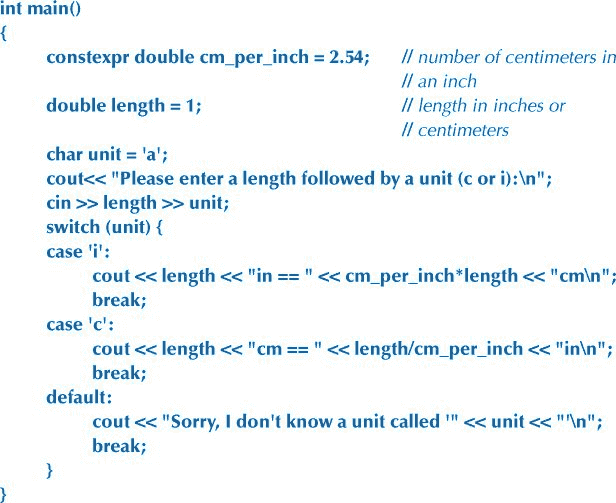 int main()
{
constexpr double cm_per_inch = 2.54; // number of centimeters in
// an inch
double length = 1; // length in inches or
// centimeters
char unit = 'a';
cout<< "Please enter a length followed by a unit (c or i):\n";
cin >> length >> unit;
switch (unit) {
case 'i':
cout << length << "in == " << cm_per_inch*length << "cm\n";
break;
case 'c':
cout << length << "cm == " << length/cm_per_inch << "in\n";
break;
default:
cout << "Sorry, I don't know a unit called '" << unit << "'\n";
break;
}
}